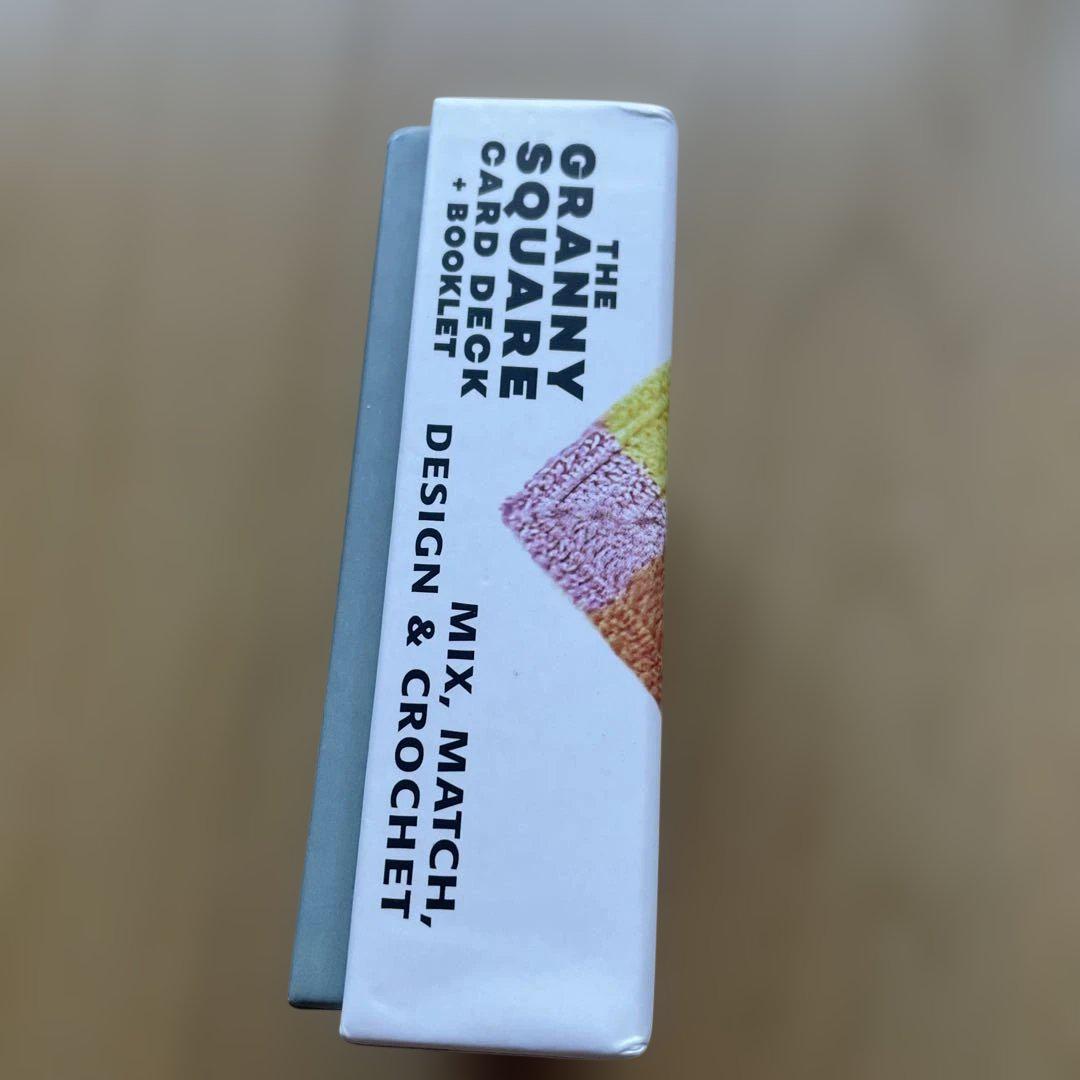 THE
GRANNY
SQUARE
CARD DECK
+ BOOKLET
MIX, MATCH,
DESIGN & CROCHET